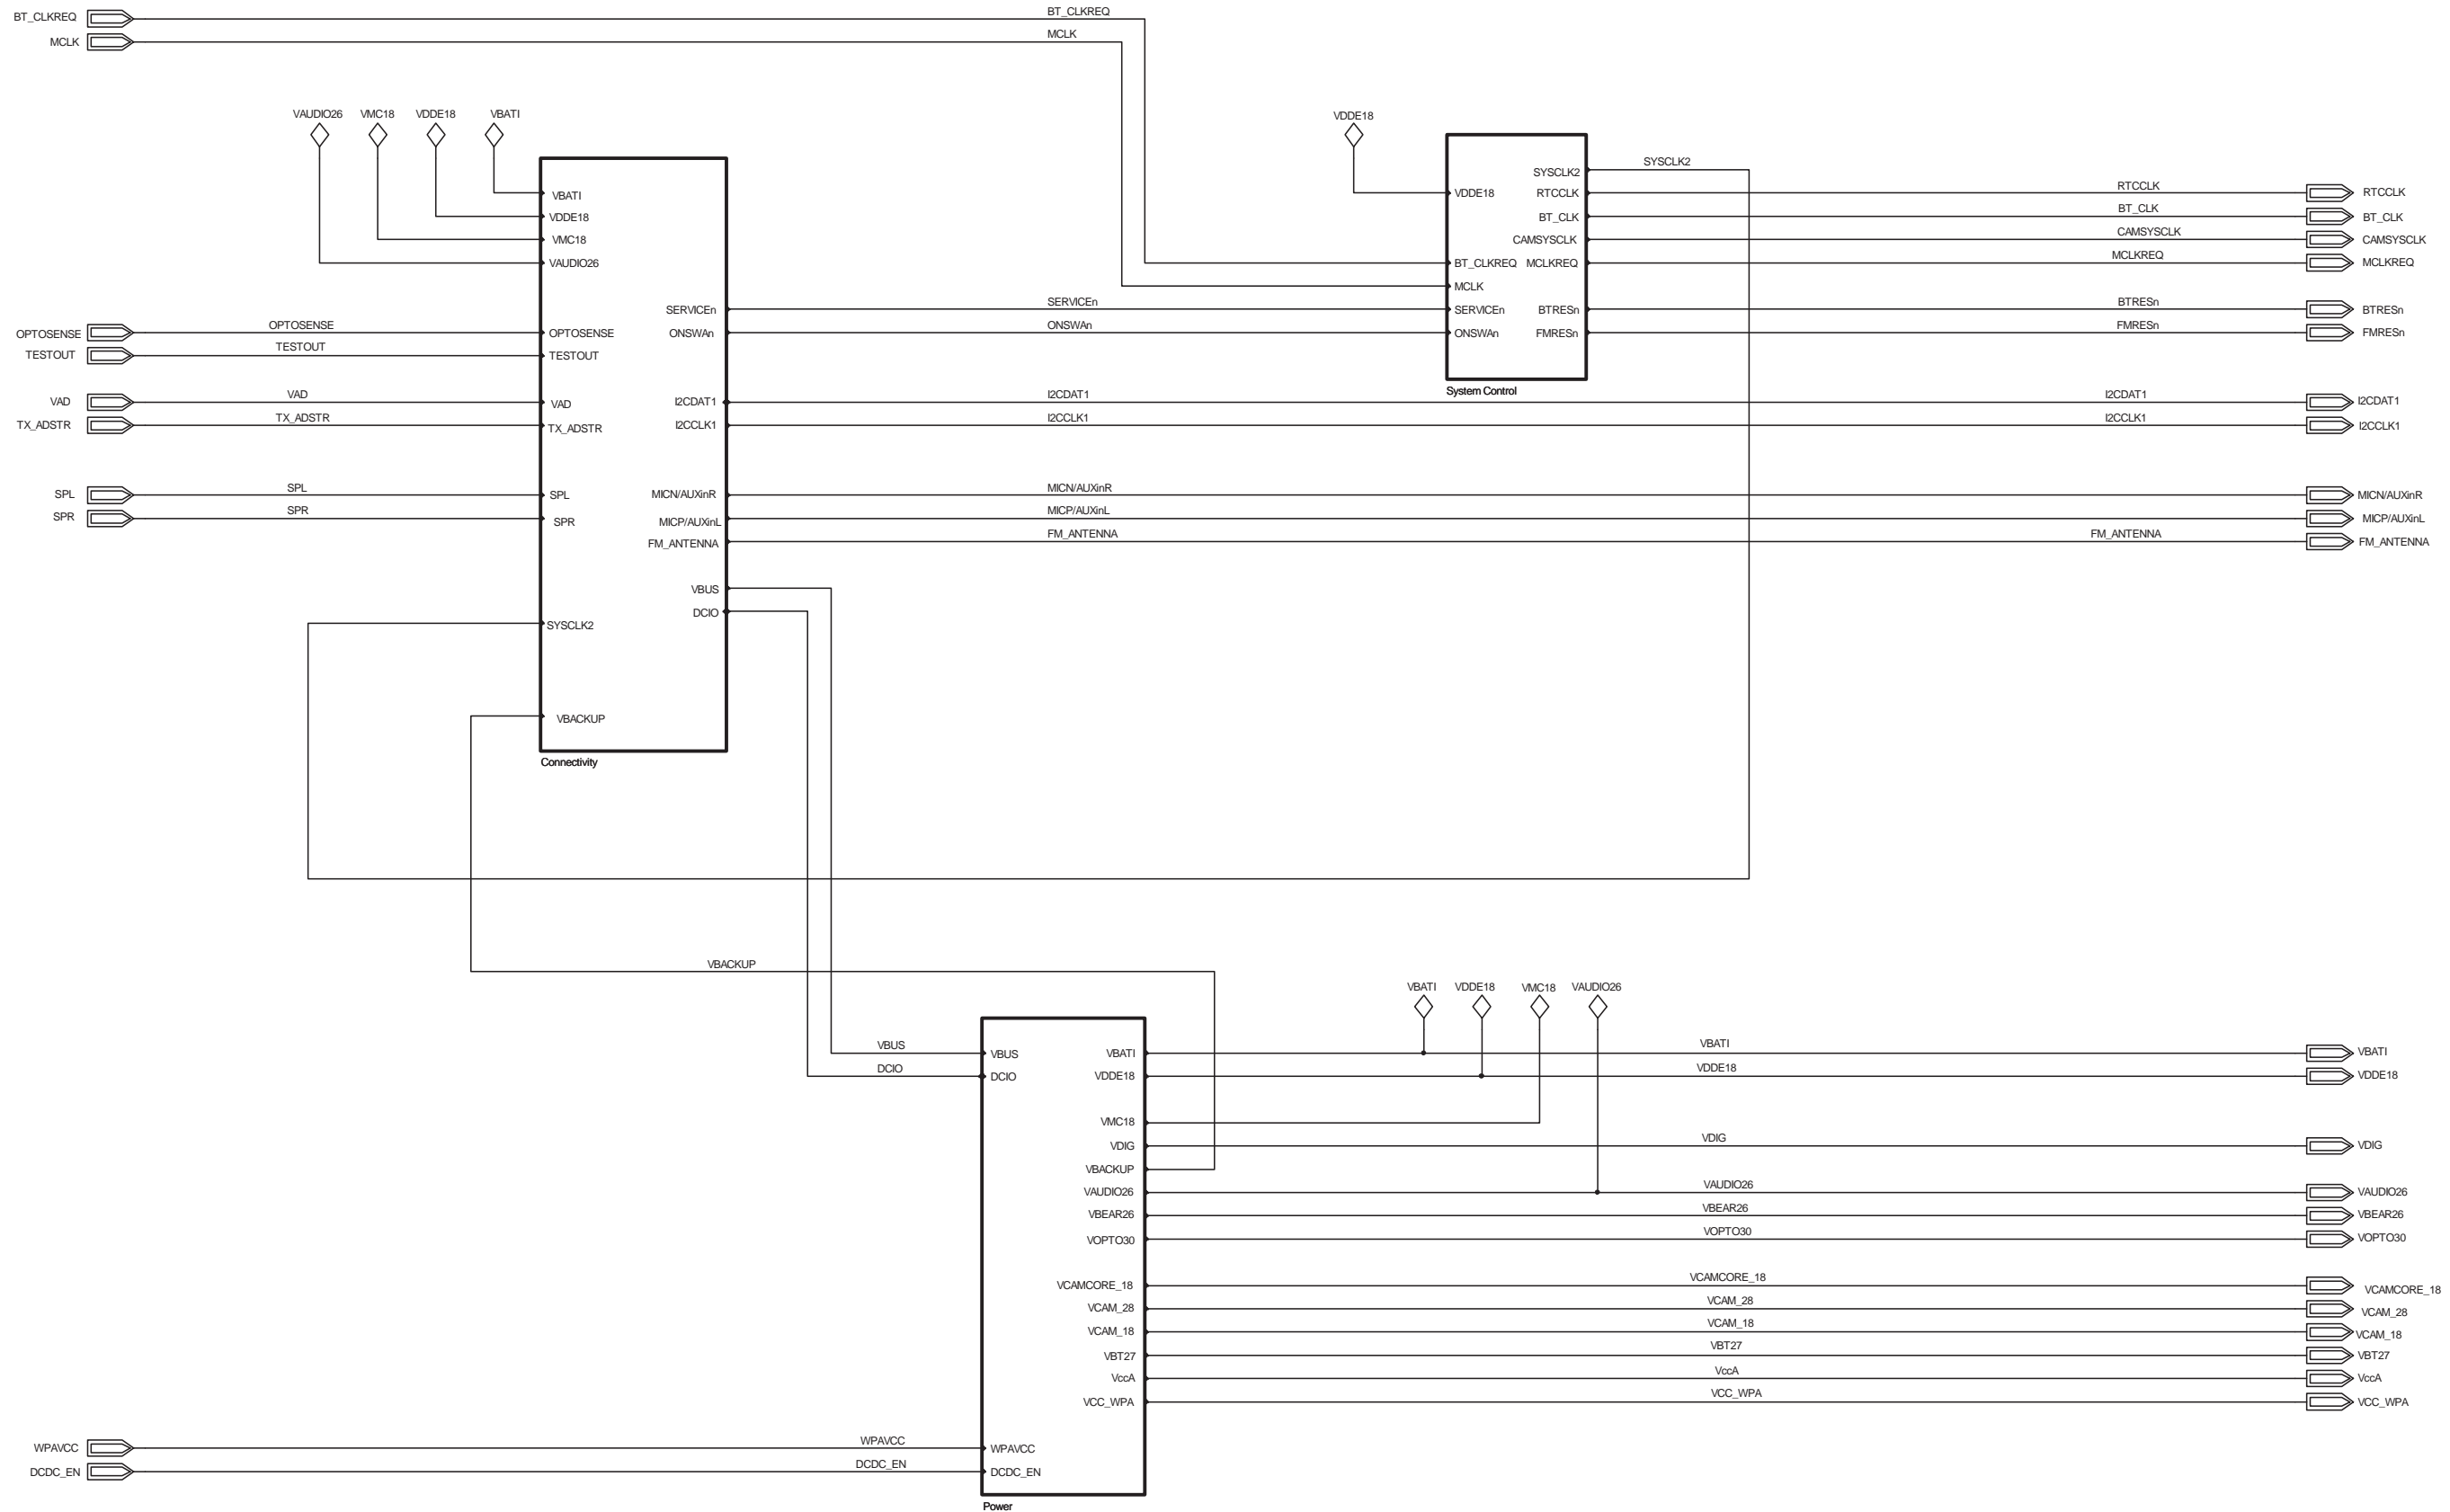 BT_CLKREQ BT_CLKREQ
MCLK MCLK
VAUDIO26 VMC18 VDDE18 VBATI VDDE18
SYSCLK2 SYSCLK2
VBATI VDDE18 RTCCLK RTCCLK RTCCLK
VDDE18 BT_CLK BT_CLK BT_CLK
VMC18 CAMSYSCLK CAMSYSCLK CAMSYSCLK
VAUDIO26 BT_CLKREQ MCLKREQ MCLKREQ MCLKREQ
MCLK
SERVICEn SERVICEn SERVICEn BTRESn BTRESn BTRESn
OPTOSENSE OPTOSENSE OPTOSENSE ONSWAn ONSWAn ONSWAn FMRESn FMRESn FMRESn
TESTOUT TESTOUT TESTOUT
System Control
VAD VAD VAD I2CDAT1 I2CDAT1 I2CDAT1 I2CDAT1
TX_ADSTR TX_ADSTR TX_ADSTR I2CCLK1 I2CCLK1 I2CCLK1 I2CCLK1
SPL SPL SPL MICN/AUXinR MICN/AUXinR MICN/AUXinR
SPR SPR SPR MICP/AUXinL MICP/AUXinL MICP/AUXinL
FM_ANTENNA FM_ANTENNA FM_ANTENNA FM_ANTENNA
VBUS
DCIO
SYSCLK2
VBACKUP
Connectivity
VBACKUP
VBATI VDDE18 VMC18 VAUDIO26
VBUS VBUS VBATI VBATI VBATI
DCIO DCIO VDDE18 VDDE18 VDDE18
VMC18
VDIG VDIG VDIG
VBACKUP
VAUDIO26 VAUDIO26 VAUDIO26
VBEAR26 VBEAR26 VBEAR26
VOPTO30 VOPTO30 VOPTO30
VCAMCORE_18 VCAMCORE_18 VCAMCORE_18
VCAM_28 VCAM_28 VCAM_28
VCAM_18 VCAM_18 VCAM_18
VBT27 VBT27 VBT27
VccA VccA VccA
VCC_WPA VCC_WPA VCC_WPA
WPAVCC WPAVCC WPAVCC
DCDC_EN DCDC_EN DCDC_EN
Power